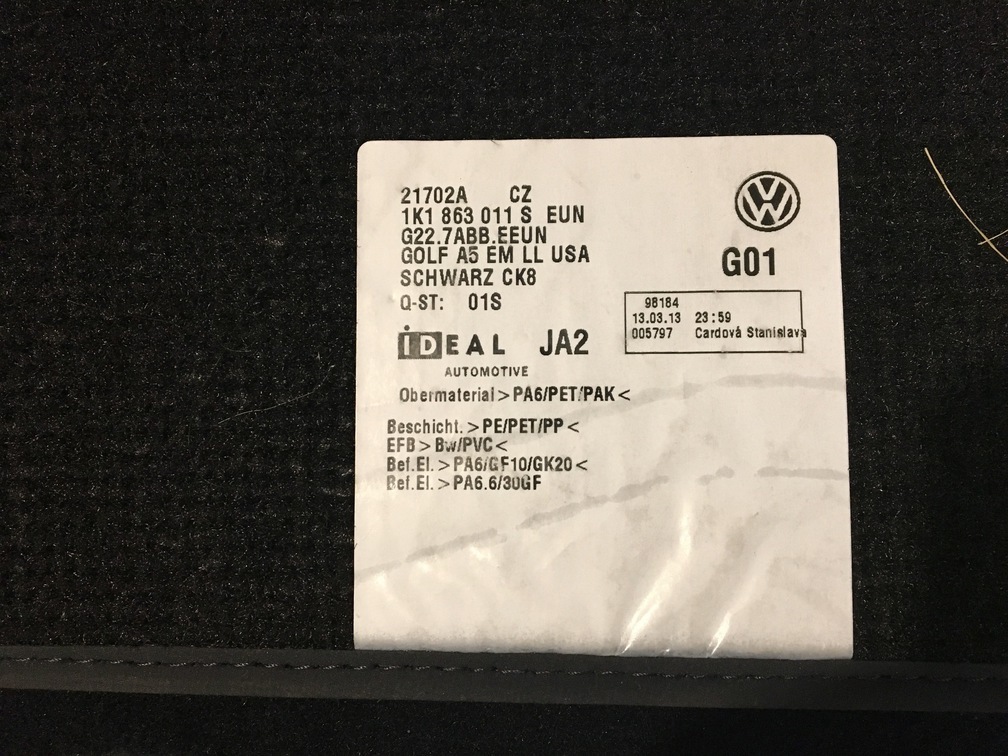 21702A CZ
1K1 863 011 S EUN
G22.7ABB.EEUN
GOLF A5 EM LL USA
SCHWARZ CK8
Q-ST: 01S
VW
G01
98184
13.03.13 23:59
005797 Cardová Stanislava
iDEAL JA2
AUTOMOTIVE
Obermaterial>PA6/PET/PAK<
Beschicht.>PE/PET/PP<
EFB>Bw/PVC<
Bef.El.>PA6/GF10/GK20<
Bef.El.>PA6.6/30GF